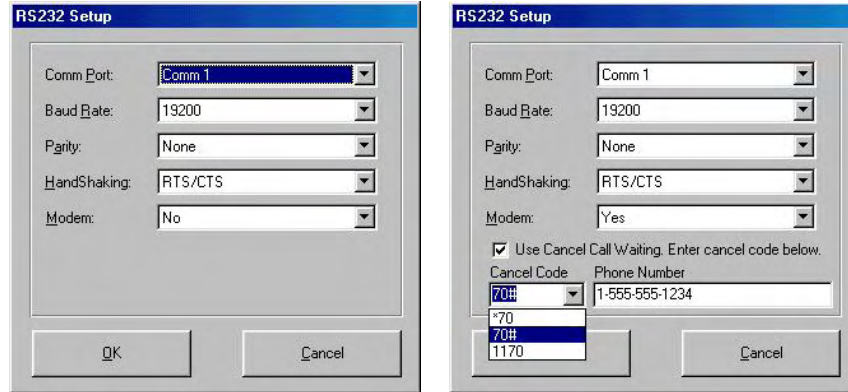 RS232 Setup
Comm Port: Comm 1
Baud Rate: 19200
Parity: None
HandShaking: RTS/CTS
Modem: No
OK Cancel
RS232 Setup
Comm Port: Comm 1
Baud Rate: 19200
Parity: None
HandShaking: RTS/CTS
Modem: Yes
Use Cancel Call Waiting. Enter cancel code below.
Cancel Code Phone Number
70# 1-555-555-1234
*70
70#
1170
Cancel